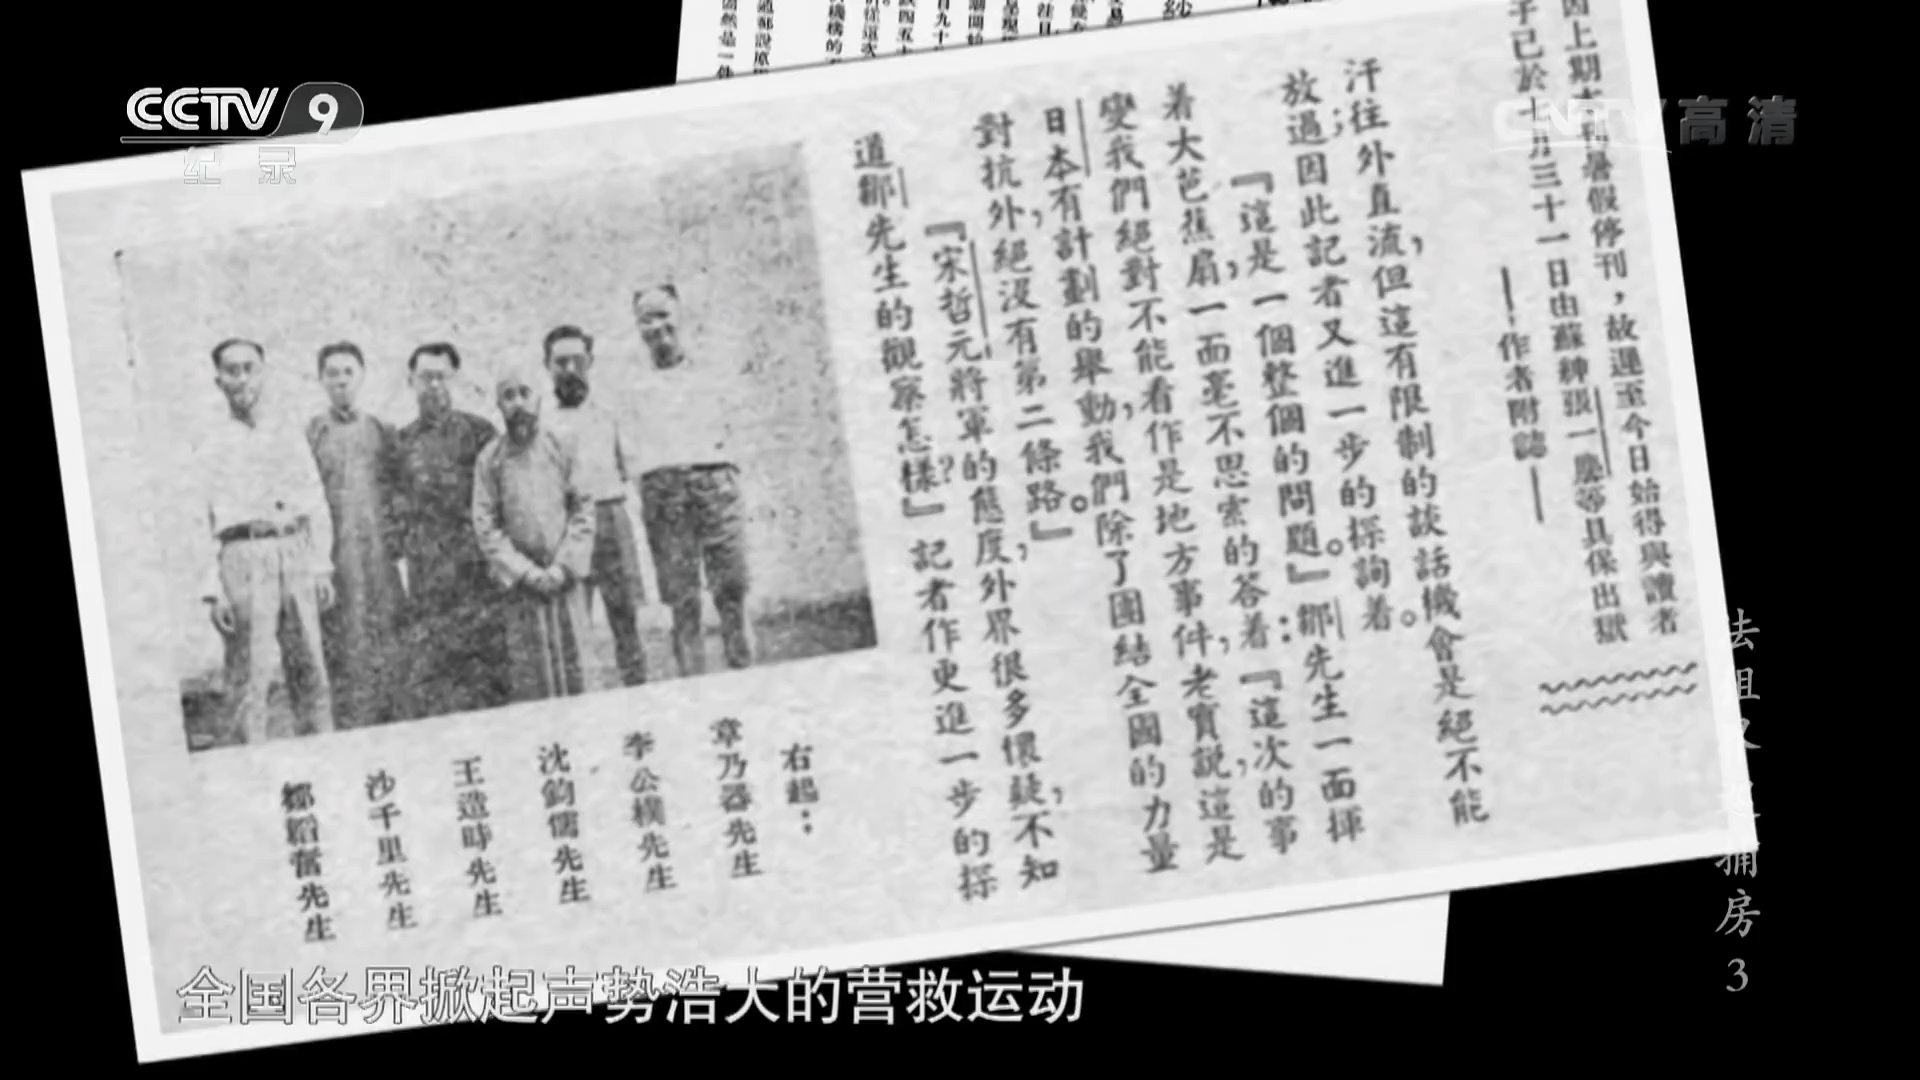 CCTV 9
纪录
高清
上期本刊暑假停刊，故遲至今日始得與讀者
子已於七月三十一日由蘇紳張一麐等具保出獄
——作者附誌——
汗往外直流，但這有限制的談話機會是絕不能
放過；因此記者又進一步的探詢着。
『這是一個整個的問題。』鄒先生一面揮
着大芭蕉扇，一面毫不思索的答着：『這次的事
變我們絕對不能看作是地方事件，老實說，這是
日本有計劃的舉動，我們除了團結全國的力量
對抗外，絕沒有第二條路。』
『宋哲元將軍的態度，外界很多懷疑，不知
道鄒先生的觀察怎樣？』記者作更進一步的探
右起：
章乃器先生
李公樸先生
沈鈞儒先生
王造時先生
沙千里先生
鄒韜奮先生
法租 捕房 3
全国各界掀起声势浩大的营救运动